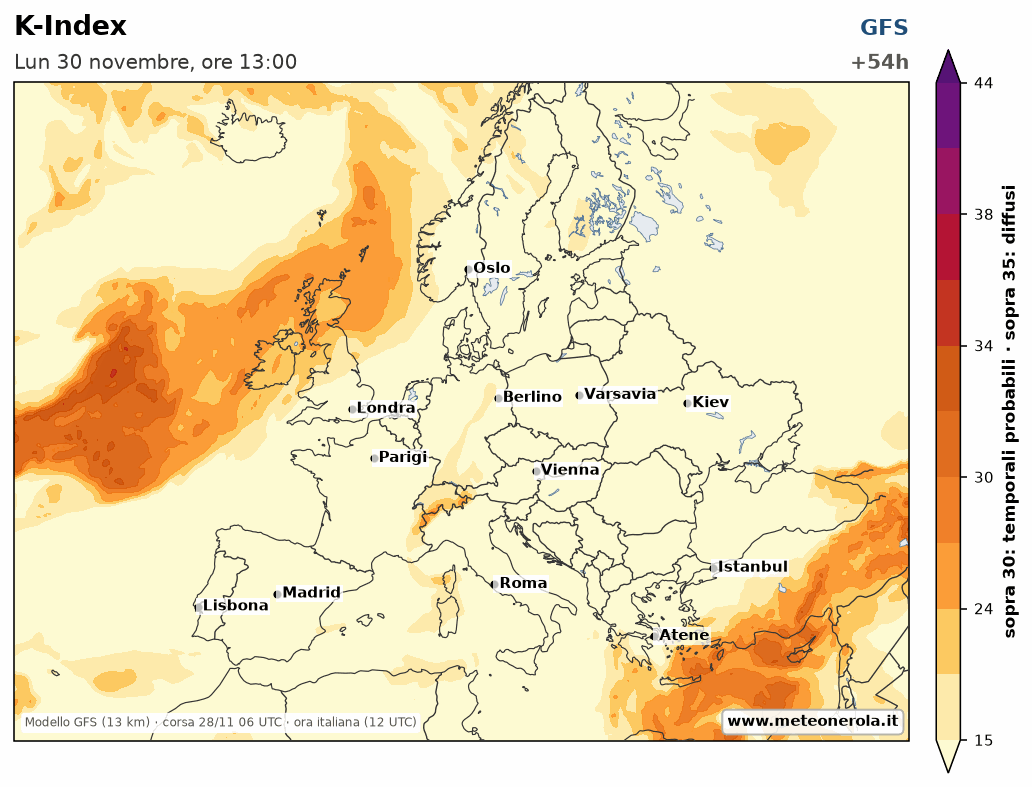 K-Index
GFS
Lun 30 novembre, ore 13:00
+54h
44
38
34
30
24
15
sopra 30: temporali probabili · sopra 35: diffusi
Oslo
Berlino
Varsavia
Kiev
Londra
Parigi
Vienna
Istanbul
Roma
Madrid
Lisbona
Atene
Modello GFS (13 km) · corsa 28/11 06 UTC · ora italiana (12 UTC)
www.meteonerola.it